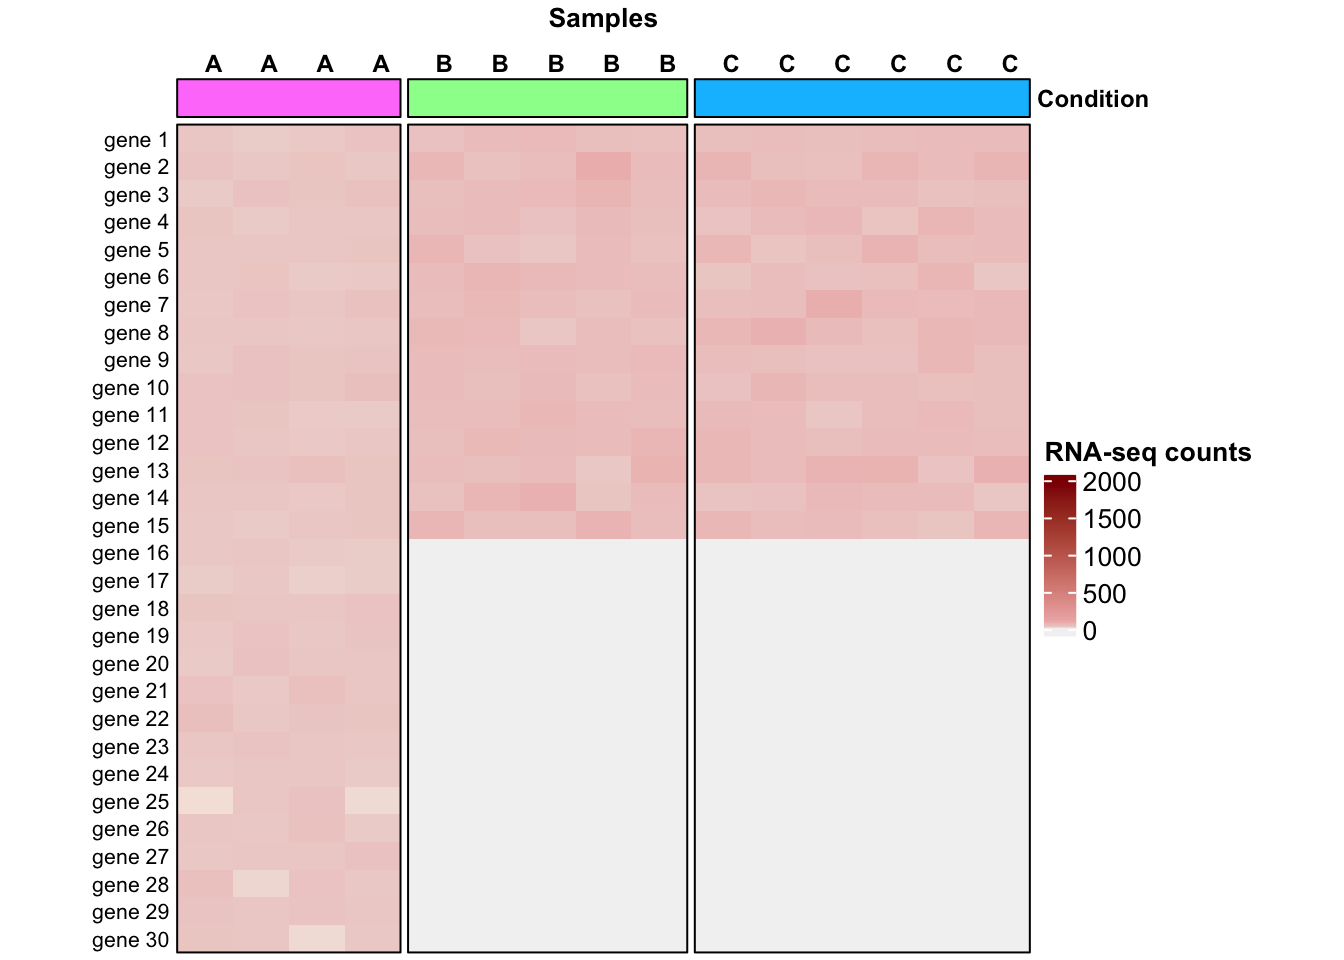 Samples
A A A A B B B B B C C C C C C
Condition
gene 1
gene 2
gene 3
gene 4
gene 5
gene 6
gene 7
gene 8
gene 9
gene 10
gene 11
gene 12
gene 13
gene 14
gene 15
gene 16
gene 17
gene 18
gene 19
gene 20
gene 21
gene 22
gene 23
gene 24
gene 25
gene 26
gene 27
gene 28
gene 29
gene 30
RNA-seq counts
2000
1500
1000
500
0